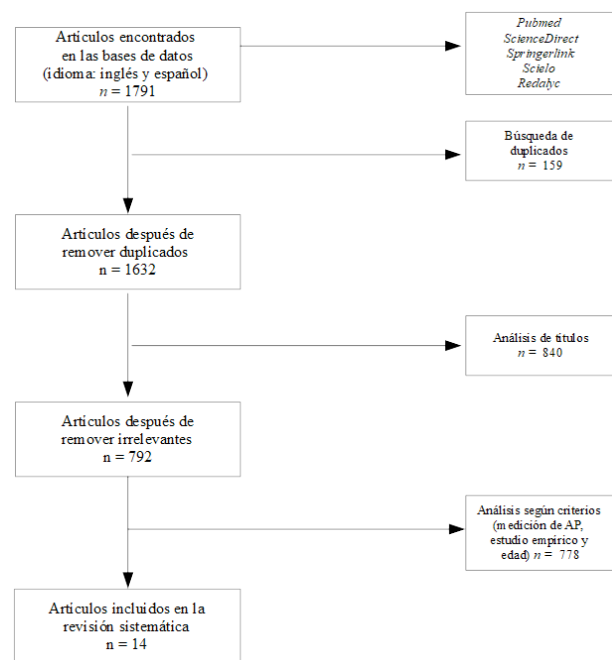 Artículos encontrados
en las bases de datos
(idioma: inglés y español)
n = 1791
Pubmed
ScienceDirect
Springerlink
Scielo
Redalyc
Búsqueda de
duplicados
n = 159
Artículos después de
remover duplicados
n = 1632
Análisis de títulos
n = 840
Artículos después de
remover irrelevantes
n = 792
Análisis según criterios
(medición de AP,
estudio empírico y
edad) n = 778
Artículos incluidos en la
revisión sistemática
n = 14